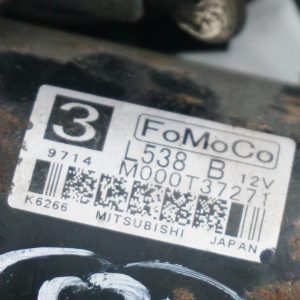 3
FoMoCo
9714
L538 B 12V
M000T37271
K6266
MITSUBISHI
JAPAN